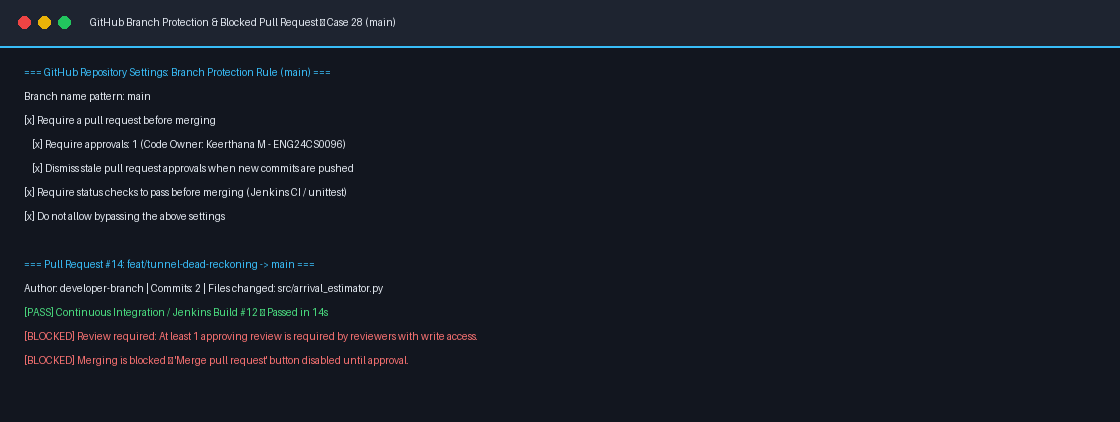 GitHub Branch Protection & Blocked Pull Request ▯ Case 28 (main)
=== GitHub Repository Settings: Branch Protection Rule (main) ===
Branch name pattern: main
[x] Require a pull request before merging
[x] Require approvals: 1 (Code Owner: Keerthana M - ENG24CS0096)
[x] Dismiss stale pull request approvals when new commits are pushed
[x] Require status checks to pass before merging (Jenkins CI / unittest)
[x] Do not allow bypassing the above settings
=== Pull Request #14: feat/tunnel-dead-reckoning -> main ===
Author: developer-branch | Commits: 2 | Files changed: src/arrival_estimator.py
[PASS] Continuous Integration / Jenkins Build #12 ▯ Passed in 14s
[BLOCKED] Review required: At least 1 approving review is required by reviewers with write access.
[BLOCKED] Merging is blocked ▯ 'Merge pull request' button disabled until approval.